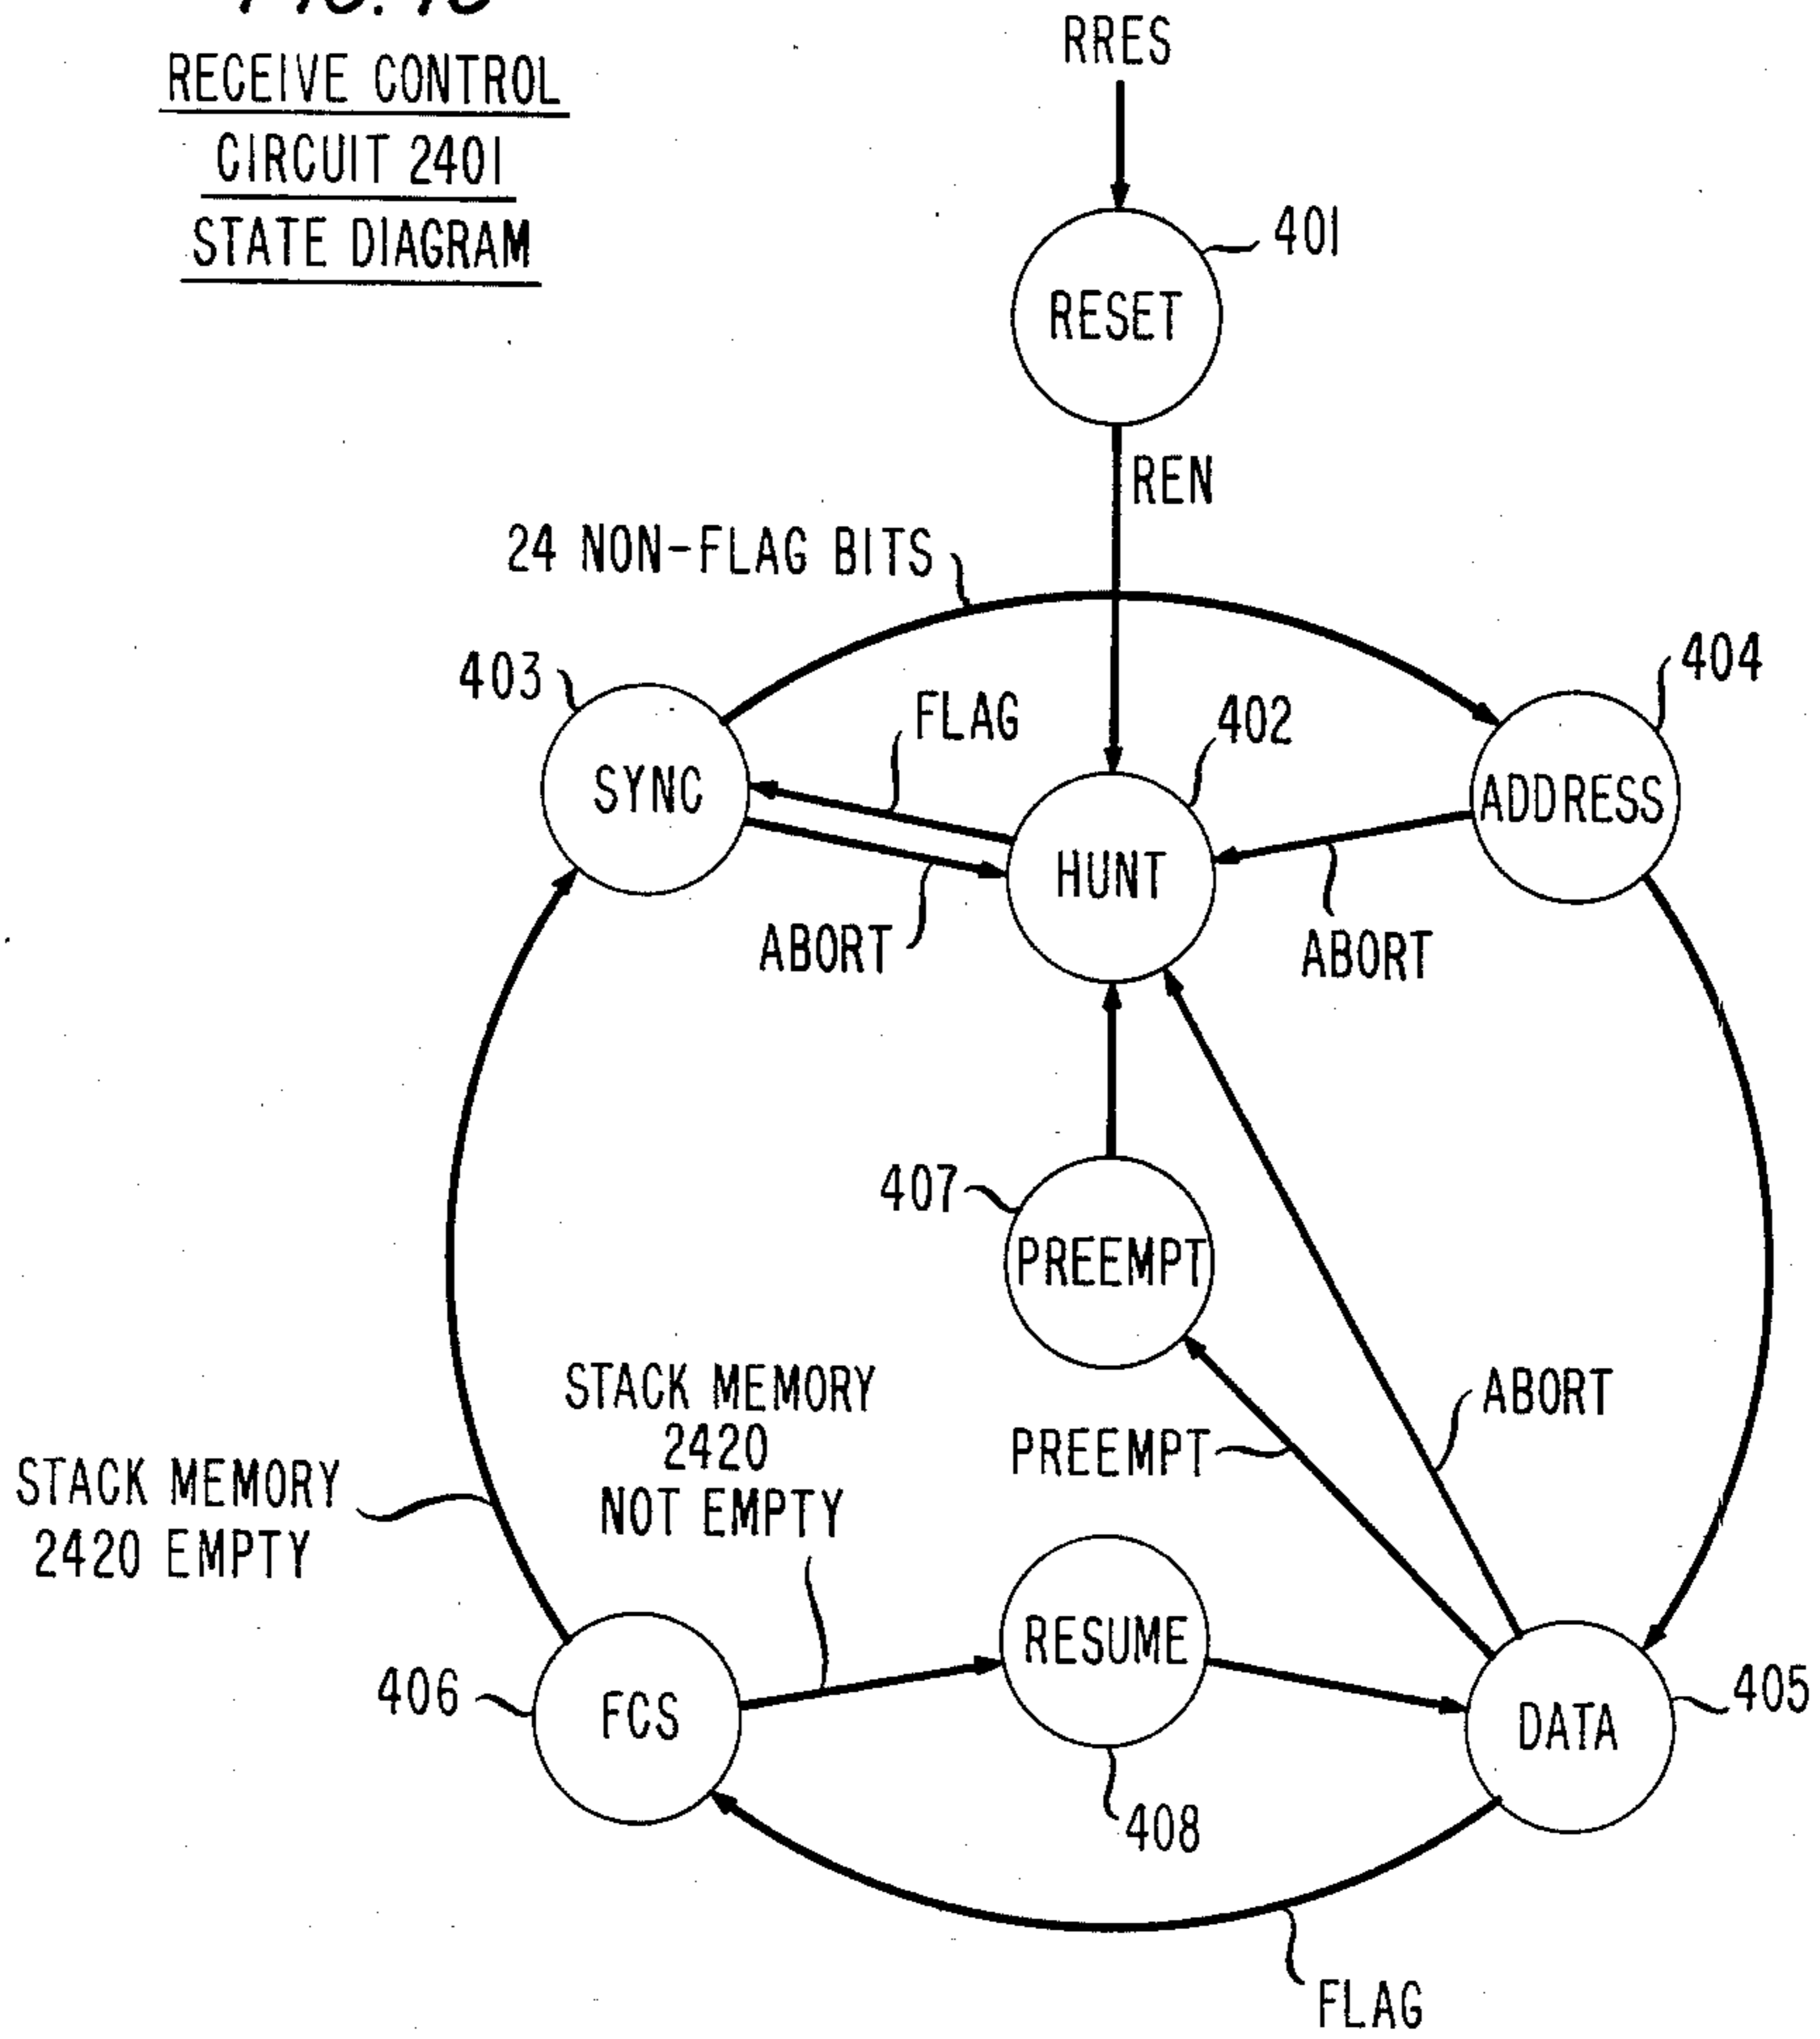 RECEIVE CONTROL
CIRCUIT 2401
STATE DIAGRAM
RRES
401
RESET
REN
24 NON-FLAG BITS
403
404
FLAG
402
SYNC
ADDRESS
HUNT
ABORT
ABORT
407
PREEMPT
STACK MEMORY
2420
NOT EMPTY
ABORT
PREEMPT
STACK MEMORY
2420 EMPTY
RESUME
406
FCS
405
DATA
408
FLAG